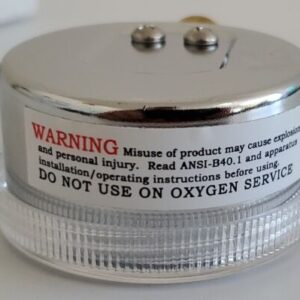 WARNING Misuse of product may cause explosion
and personal injury. Read ANSI-B40.1 and apparatus
installation/operating instructions before using.
DO NOT USE ON OXYGEN SERVICE